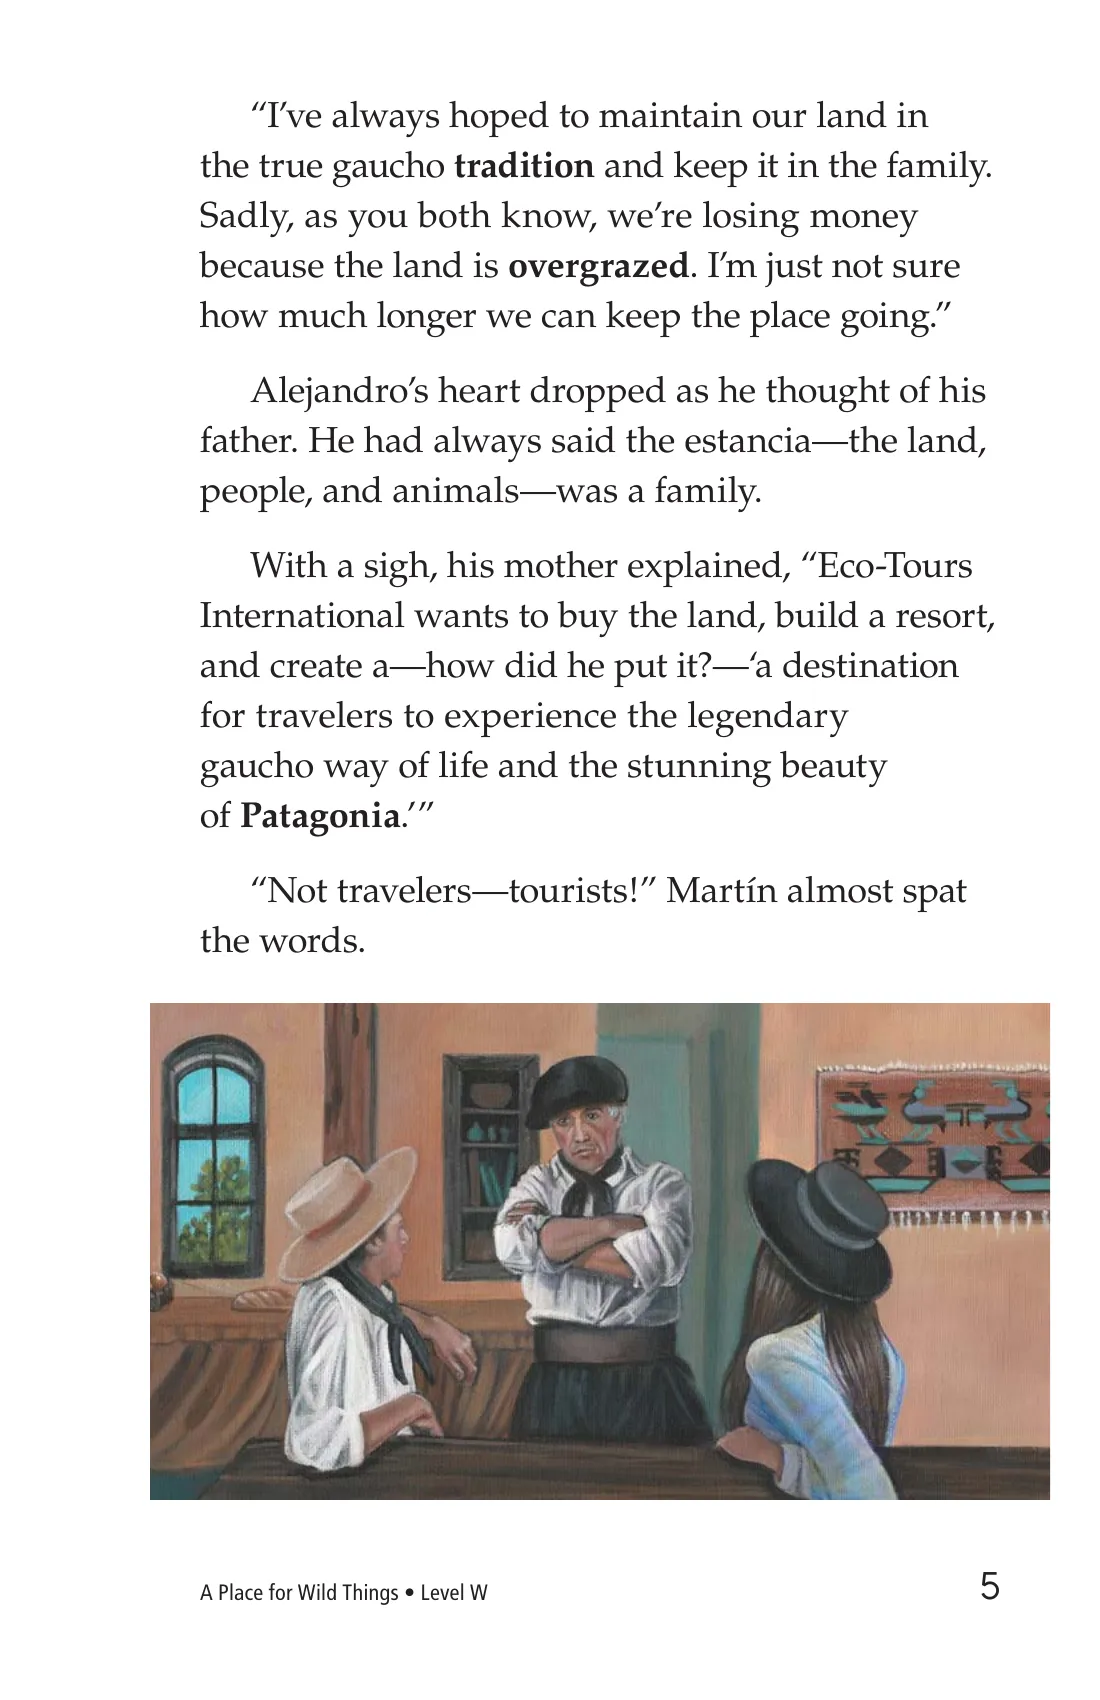 “I’ve always hoped to maintain our land in
the true gaucho tradition and keep it in the family.
Sadly, as you both know, we’re losing money
because the land is overgrazed. I’m just not sure
how much longer we can keep the place going.”
Alejandro’s heart dropped as he thought of his
father. He had always said the estancia—the land,
people, and animals—was a family.
With a sigh, his mother explained, “Eco-Tours
International wants to buy the land, build a resort,
and create a—how did he put it?—‘a destination
for travelers to experience the legendary
gaucho way of life and the stunning beauty
of Patagonia.’”
“Not travelers—tourists!” Martín almost spat
the words.
A Place for Wild Things • Level W
5